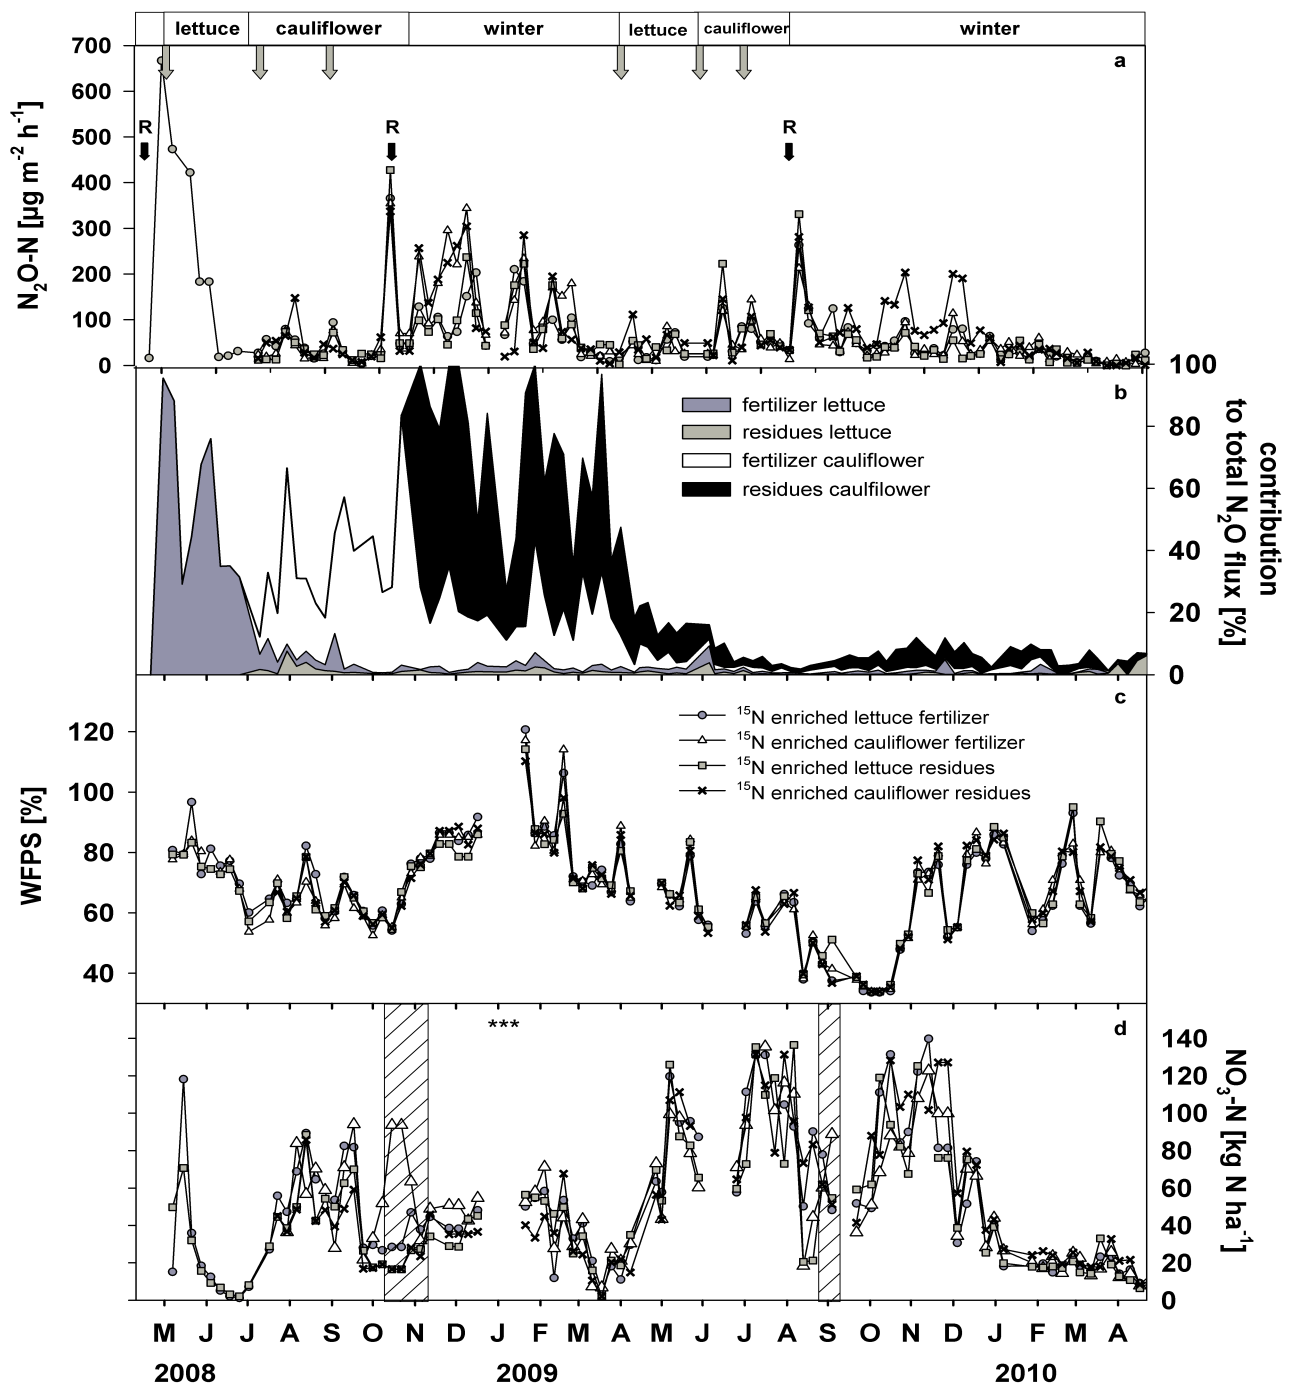 lettuce cauliflower winter lettuce cauliflower winter
700 a
600
500
400
300
200
100
0
N₂O-N [µg m⁻² h⁻¹]
R R R
100 b
80
60
40
20
0
contribution
to total N₂O flux [%]
fertilizer lettuce
residues lettuce
fertilizer cauliflower
residues caulfilower
c
120
100
80
60
40
WFPS [%]
¹⁵N enriched lettuce fertilizer
¹⁵N enriched cauliflower fertilizer
¹⁵N enriched lettuce residues
¹⁵N enriched cauliflower residues
*** d
140
120
100
80
60
40
20
0
NO₃-N [kg N ha⁻¹]
M J J A S O N D J F M A M J J A S O N D J F M A
2008 2009 2010